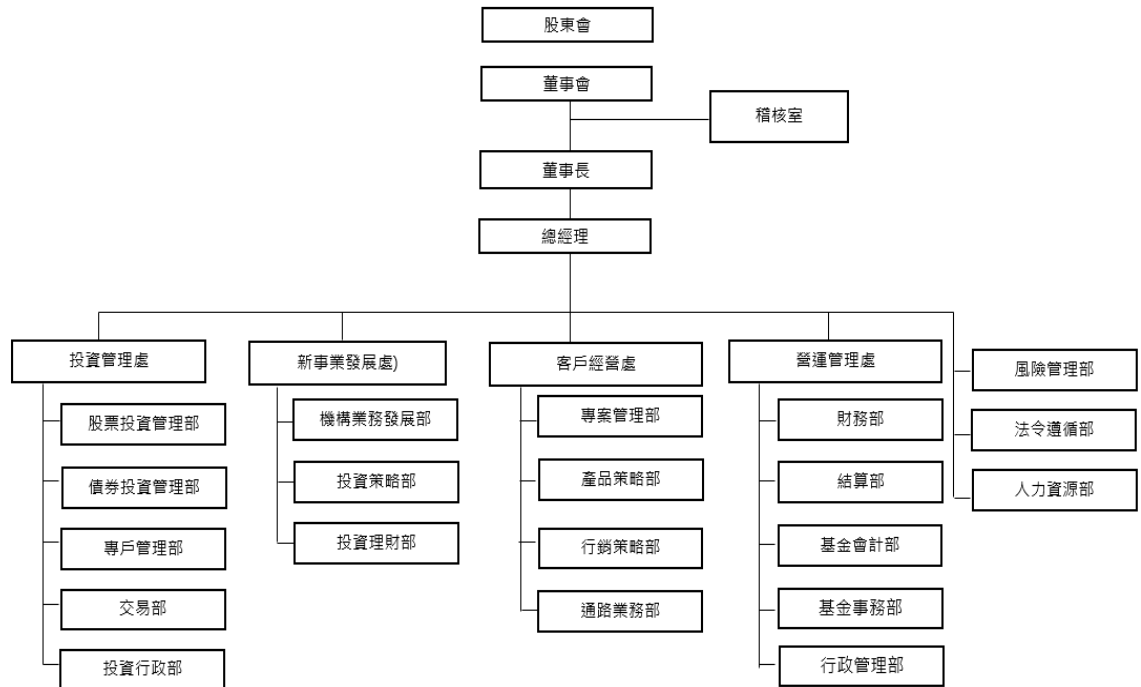 股東會
董事會
稽核室
董事長
總經理
投資管理處
股票投資管理部
債券投資管理部
專戶管理部
交易部
投資行政部
新事業發展處)
機構業務發展部
投資策略部
投資理財部
客戶經營處
專案管理部
產品策略部
行銷策略部
通路業務部
營運管理處
財務部
結算部
基金會計部
基金事務部
行政管理部
風險管理部
法令遵循部
人力資源部